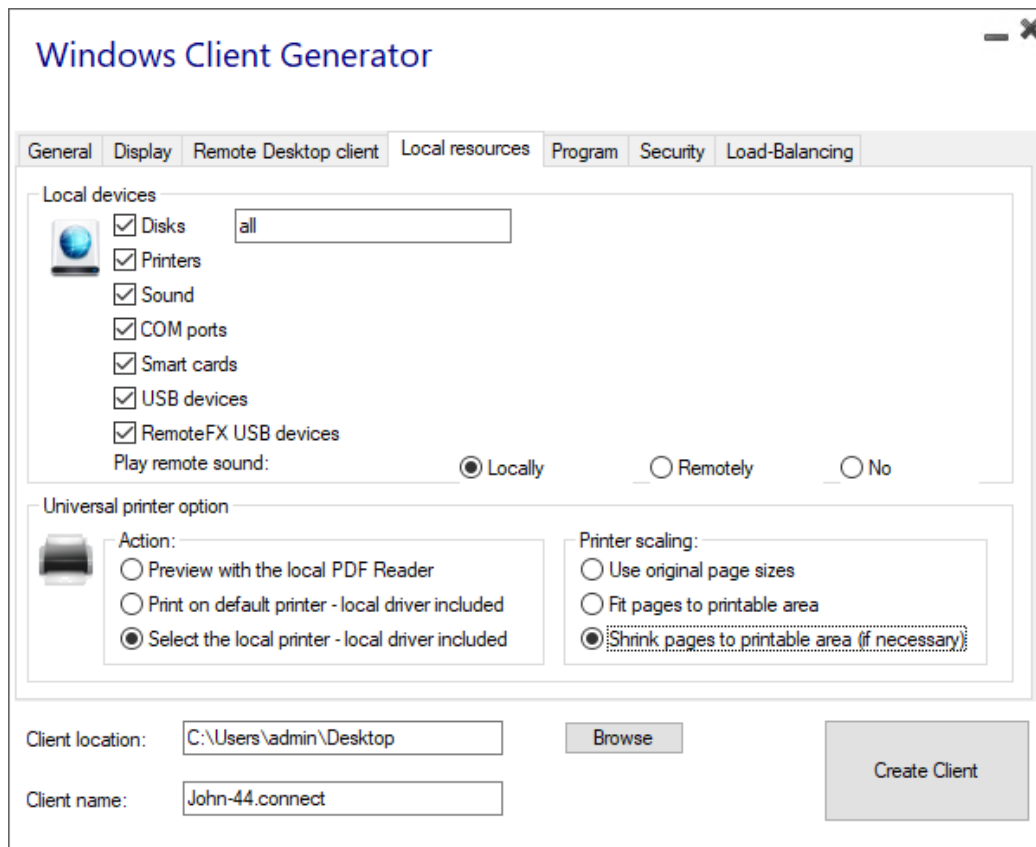 Windows Client Generator
General Display Remote Desktop client Local resources Program Security Load-Balancing
Local devices
Disks all
Printers
Sound
COM ports
Smart cards
USB devices
RemoteFX USB devices
Play remote sound: Locally Remotely No
Universal printer option
Action:
Preview with the local PDF Reader
Print on default printer - local driver included
Select the local printer - local driver included
Printer scaling:
Use original page sizes
Fit pages to printable area
Shrink pages to printable area (if necessary)
Client location: C:\Users\admin\Desktop Browse
Create Client
Client name: John-44.connect